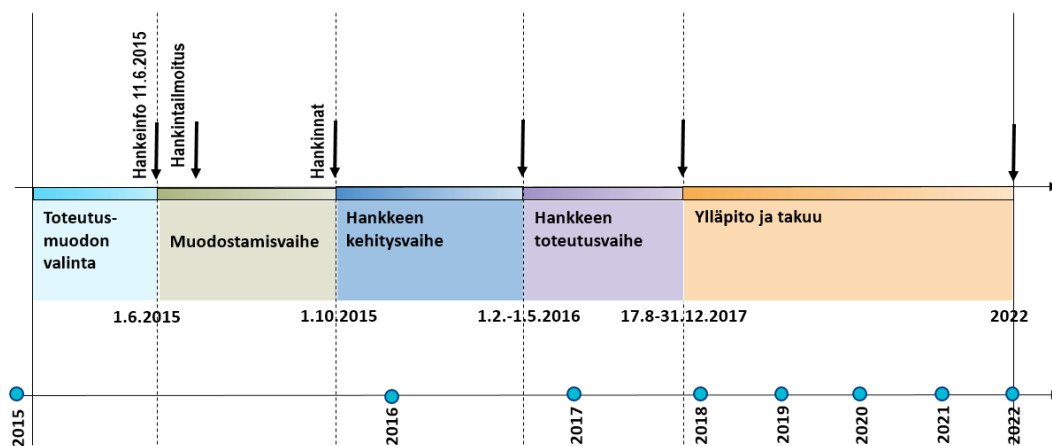 Hankeinfo 11.6.2015
Hankintailmoitus
Hankinnat
Toteutus-
muodon
valinta
Muodostamisvaihe
Hankkeen
kehitysvaihe
Hankkeen
toteutusvaihe
Ylläpito ja takuu
1.6.2015
1.10.2015
1.2.-1.5.2016
17.8-31.12.2017
2022
2015
2016
2017
2018
2019
2020
2021
2022